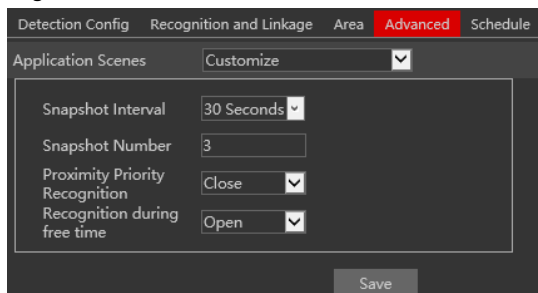 Detection Config Recognition and Linkage Area Advanced Schedule
Application Scenes Customize
Snapshot Interval 30 Seconds
Snapshot Number 3
Proximity Priority
Recognition Close
Recognition during
free time Open
Save